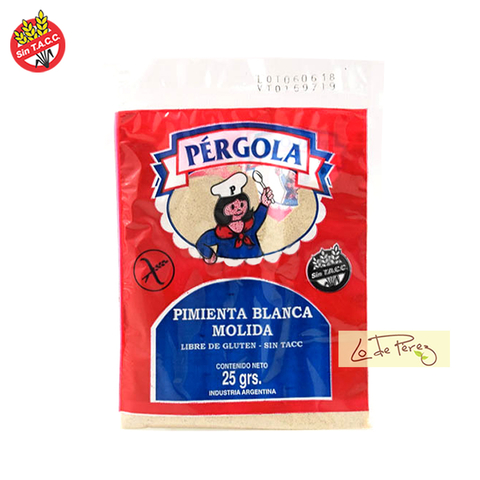 Sin T.A.C.C.
LOT060618
VT0159219
PÉRGOLA
P
Sin T.A.C.C.
PIMIENTA BLANCA
MOLIDA
LIBRE DE GLUTEN - SIN TACC
CONTENIDO NETO
25 grs.
INDUSTRIA ARGENTINA
Lo de Perez